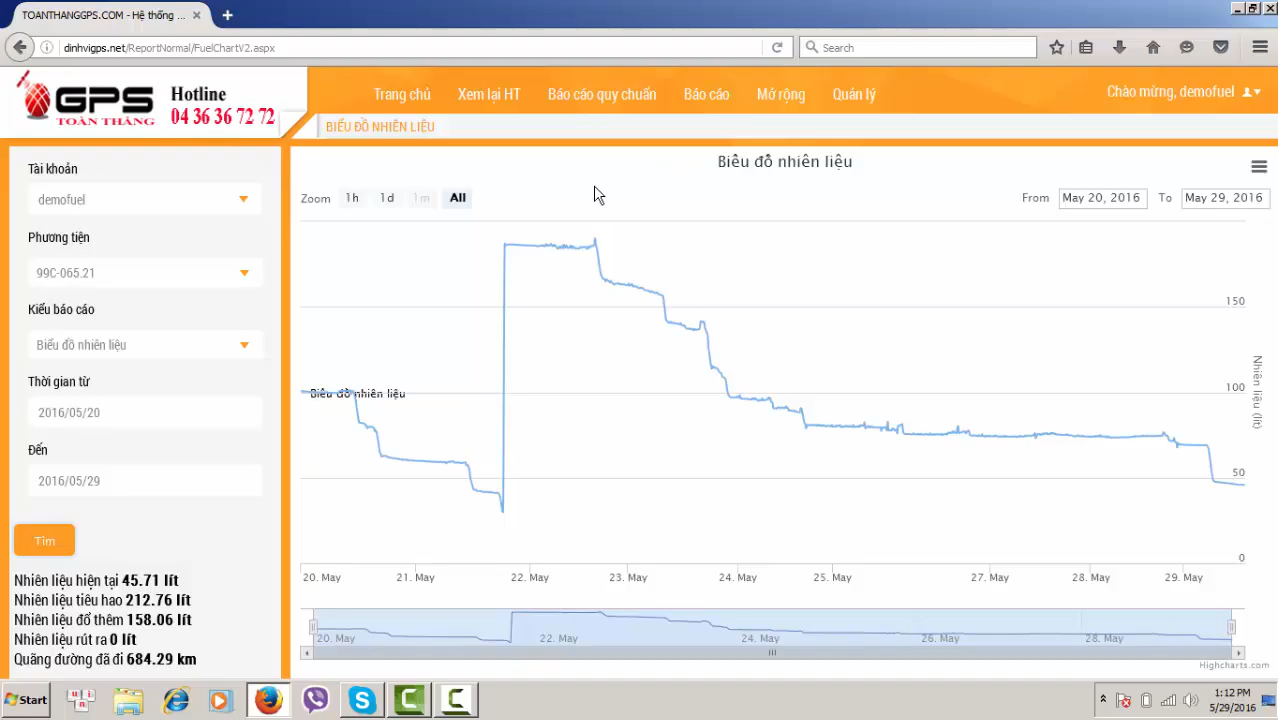 TOANTHANGGPS.COM - Hệ thống ...
dinhvigps.net/ReportNormal/FuelChartV2.aspx
Search
GPS
TOÀN THẮNG
Hotline
04 36 36 72 72
Trang chủ
Xem lại HT
Báo cáo quy chuẩn
Báo cáo
Mở rộng
Quản lý
Chào mừng, demofuel
BIỂU ĐỒ NHIÊN LIỆU
Tài khoản
demofuel
Phương tiện
99C-065.21
Kiểu báo cáo
Biểu đồ nhiên liệu
Thời gian từ
2016/05/20
Đến
2016/05/29
Tìm
Nhiên liệu hiện tại 45.71 lít
Nhiên liệu tiêu hao 212.76 lít
Nhiên liệu đổ thêm 158.06 lít
Nhiên liệu rút ra 0 lít
Quãng đường đã đi 684.29 km
Biểu đồ nhiên liệu
Zoom 1h 1d 1m All
From May 20, 2016 To May 29, 2016
150
100
50
0
Nhiên liệu (lít)
Biểu đồ nhiên liệu
20. May 21. May 22. May 23. May 24. May 25. May 27. May 28. May 29. May
20. May 22. May 24. May 26. May 28. May
Highcharts.com
Start
1:12 PM
5/29/2016